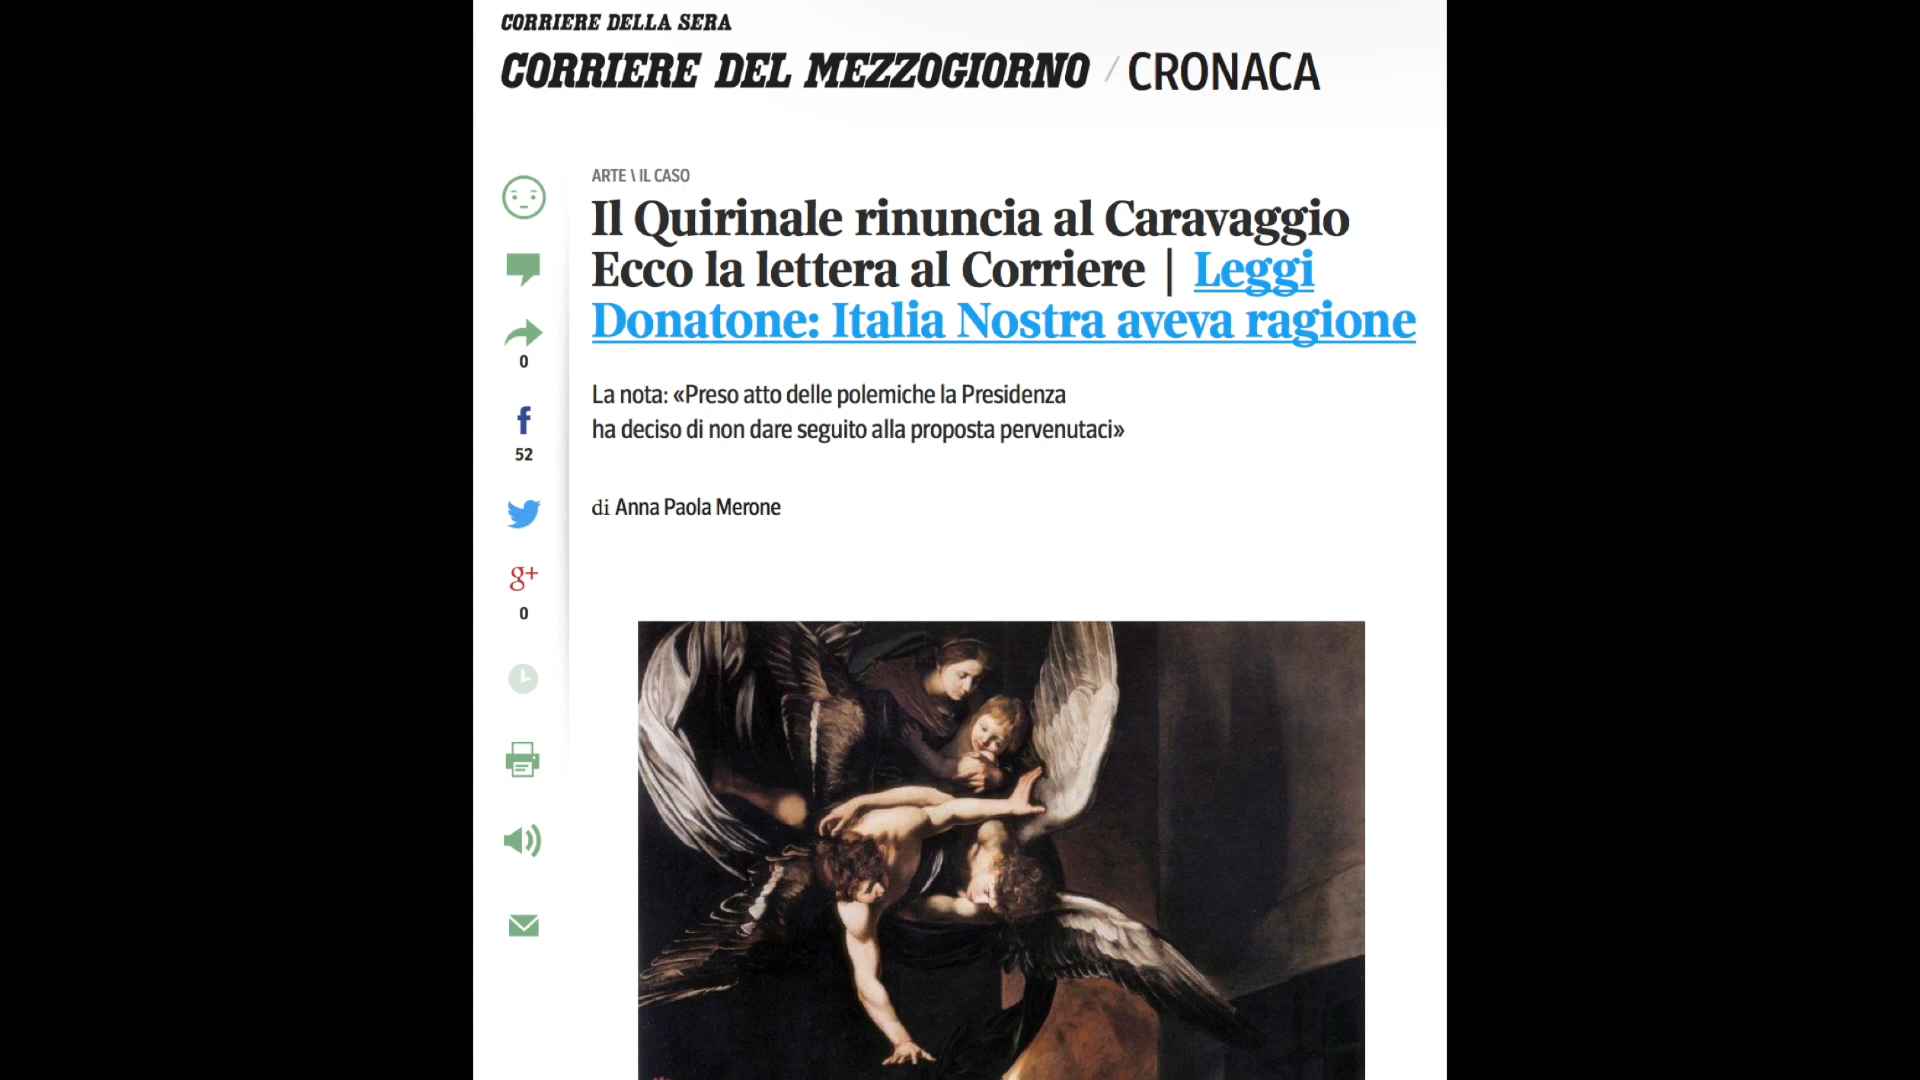 CORRIERE DELLA SERA
CORRIERE DEL MEZZOGIORNO / CRONACA
ARTE \ IL CASO
Il Quirinale rinuncia al Caravaggio
Ecco la lettera al Corriere | Leggi
Donatone: Italia Nostra aveva ragione
La nota: «Preso atto delle polemiche la Presidenza
ha deciso di non dare seguito alla proposta pervenutaci»
di Anna Paola Merone
0
f
52
g+
0